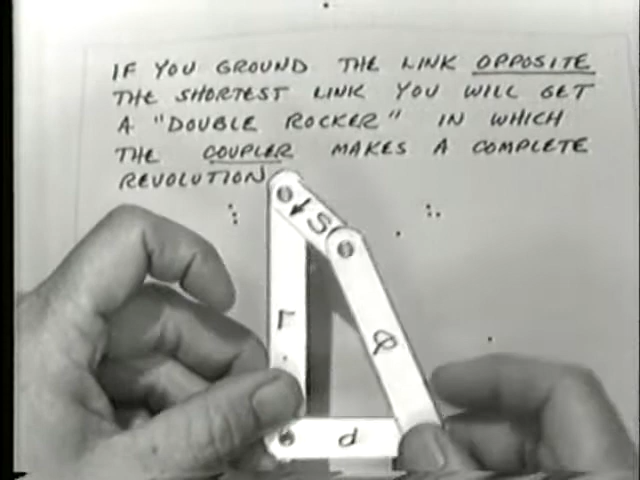 IF YOU GROUND THE LINK OPPOSITE
THE SHORTEST LINK YOU WILL GET
A "DOUBLE ROCKER" IN WHICH
THE COUPLER MAKES A COMPLETE
REVOLUTION
S
L
Q
P